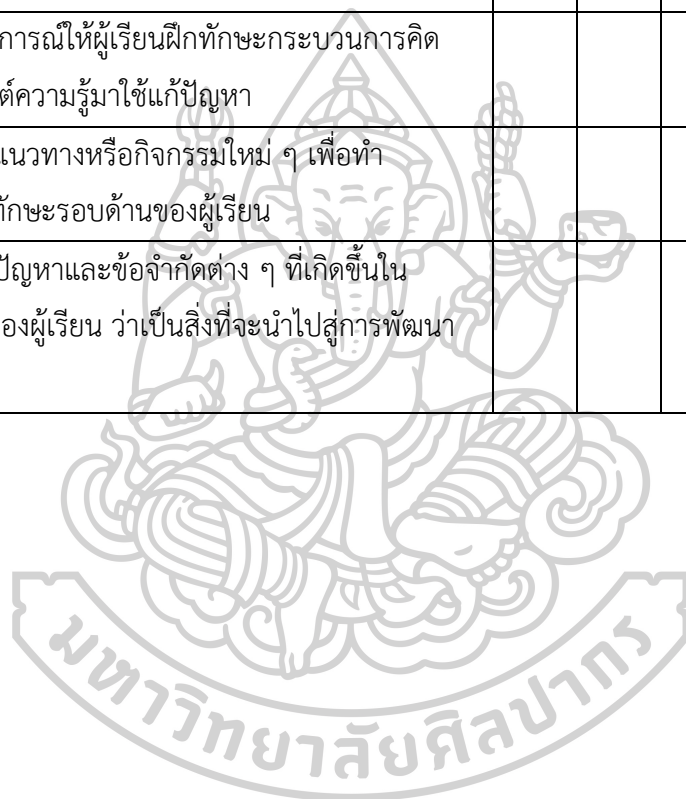 การณ์ให้ผู้เรียนฝึกทักษะกระบวนการคิด
ต์ความรู้มาใช้แก้ปัญหา
แนวทางหรือกิจกรรมใหม่ ๆ เพื่อทำ
ทักษะรอบด้านของผู้เรียน
ปัญหาและข้อจำกัดต่าง ๆ ที่เกิดขึ้นใน
องผู้เรียน ว่าเป็นสิ่งที่จะนำไปสู่การพัฒนา
มหาวิทยาลัยศิลปากร